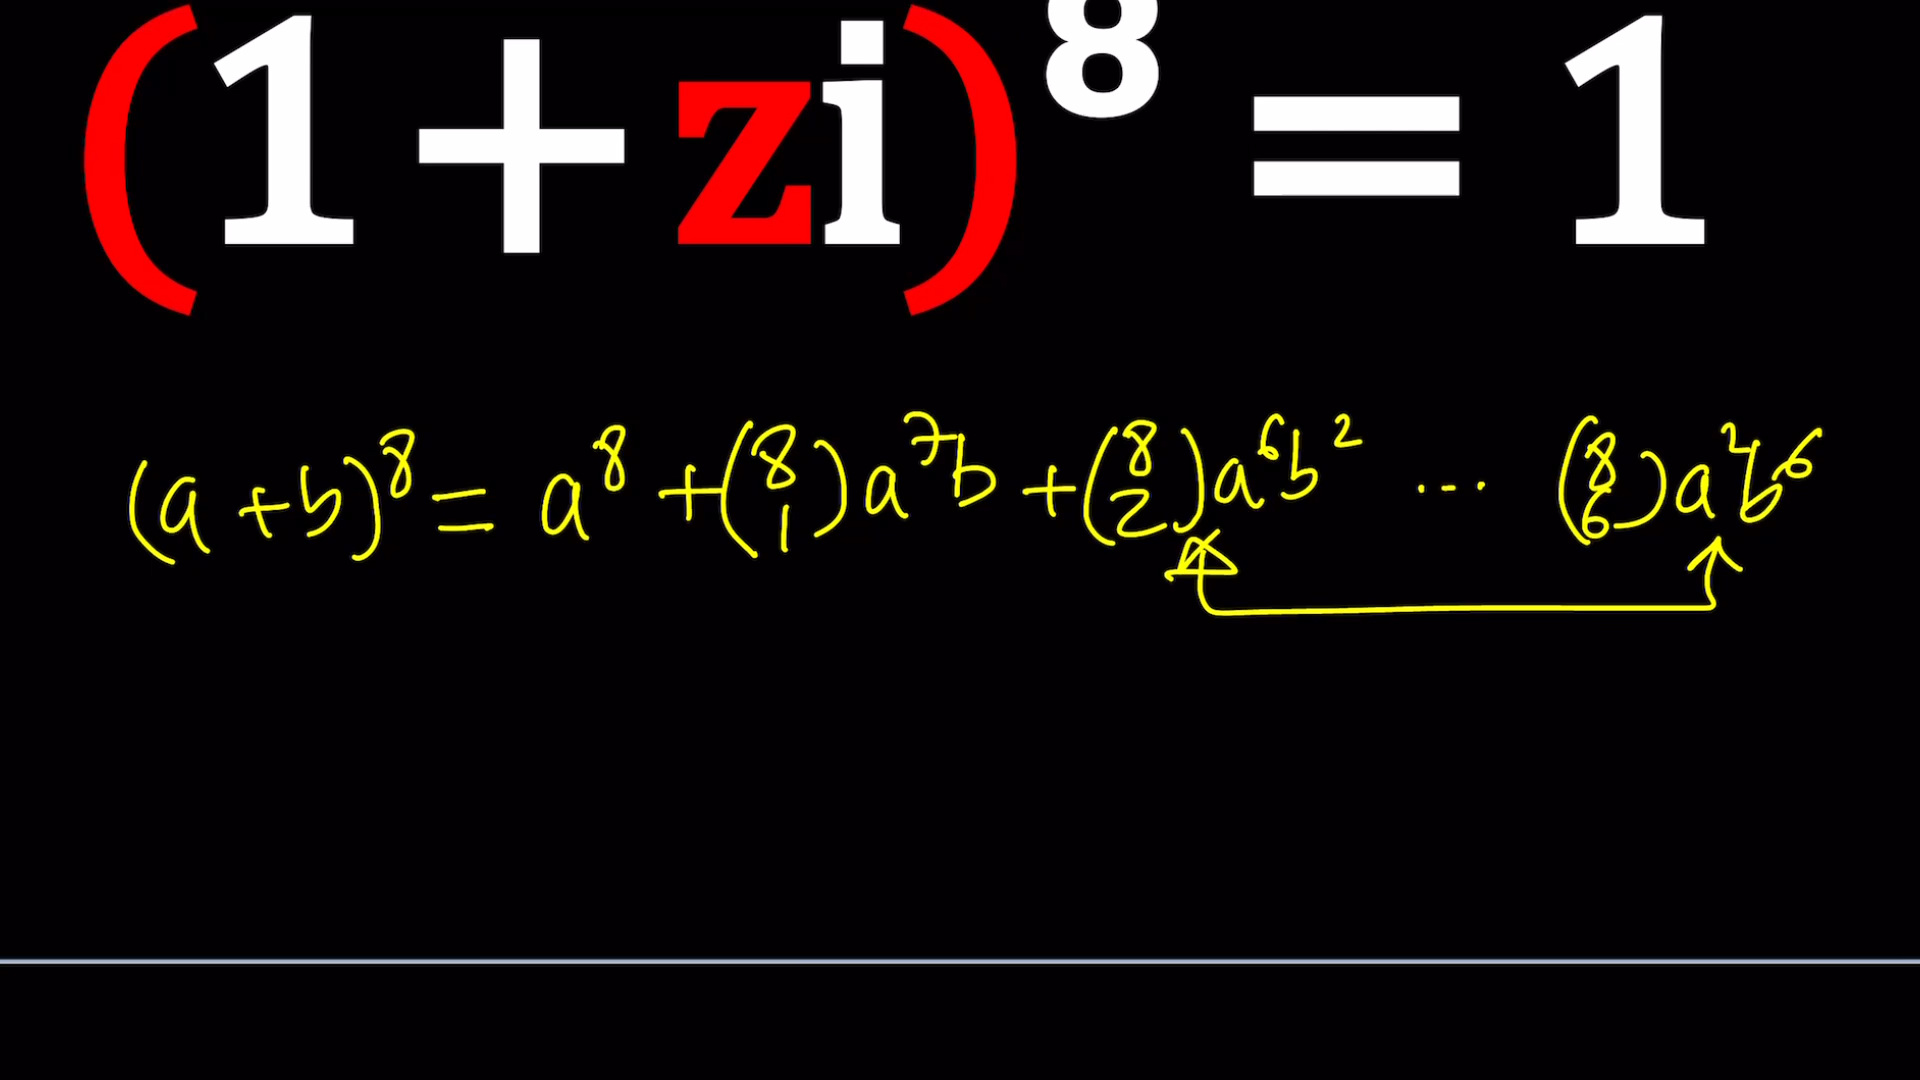 (1+zi)⁸ = 1
(a+b)⁸ = a⁸ + (8 1) a⁷b + (8 2) a⁶b² ... (8 6) a²b⁶